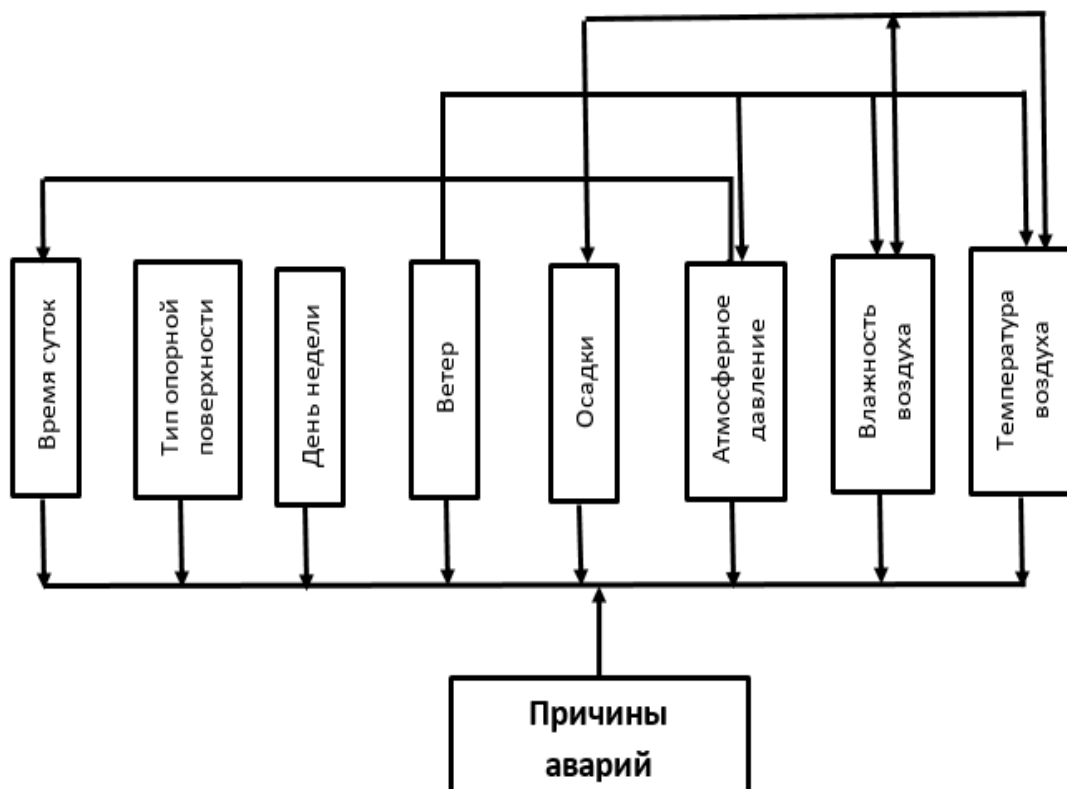 Время суток
Тип опорной
поверхности
День недели
Ветер
Осадки
Атмосферное
давление
Влажность
воздуха
Температура
воздуха
Причины
аварий